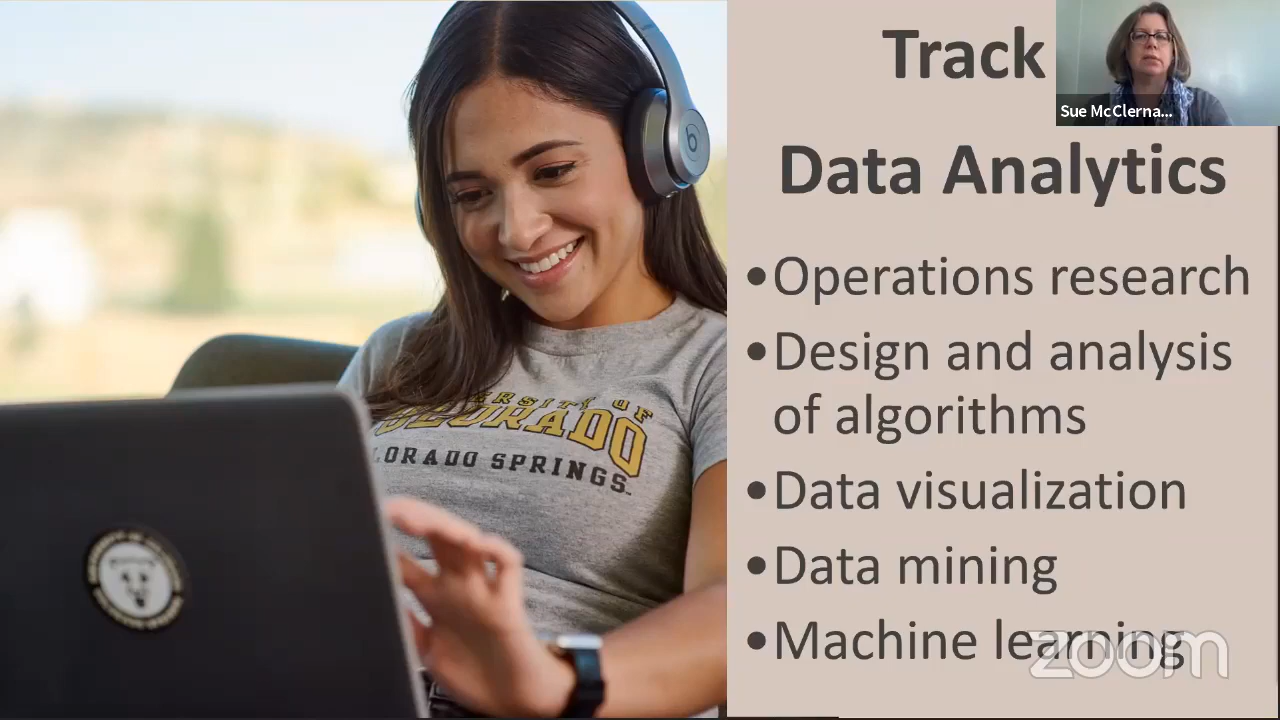 Track
Sue McClerna...
Data Analytics
•Operations research
•Design and analysis
of algorithms
•Data visualization
•Data mining
•Machine learning
zoom
COLORADO
COLORADO SPRINGS